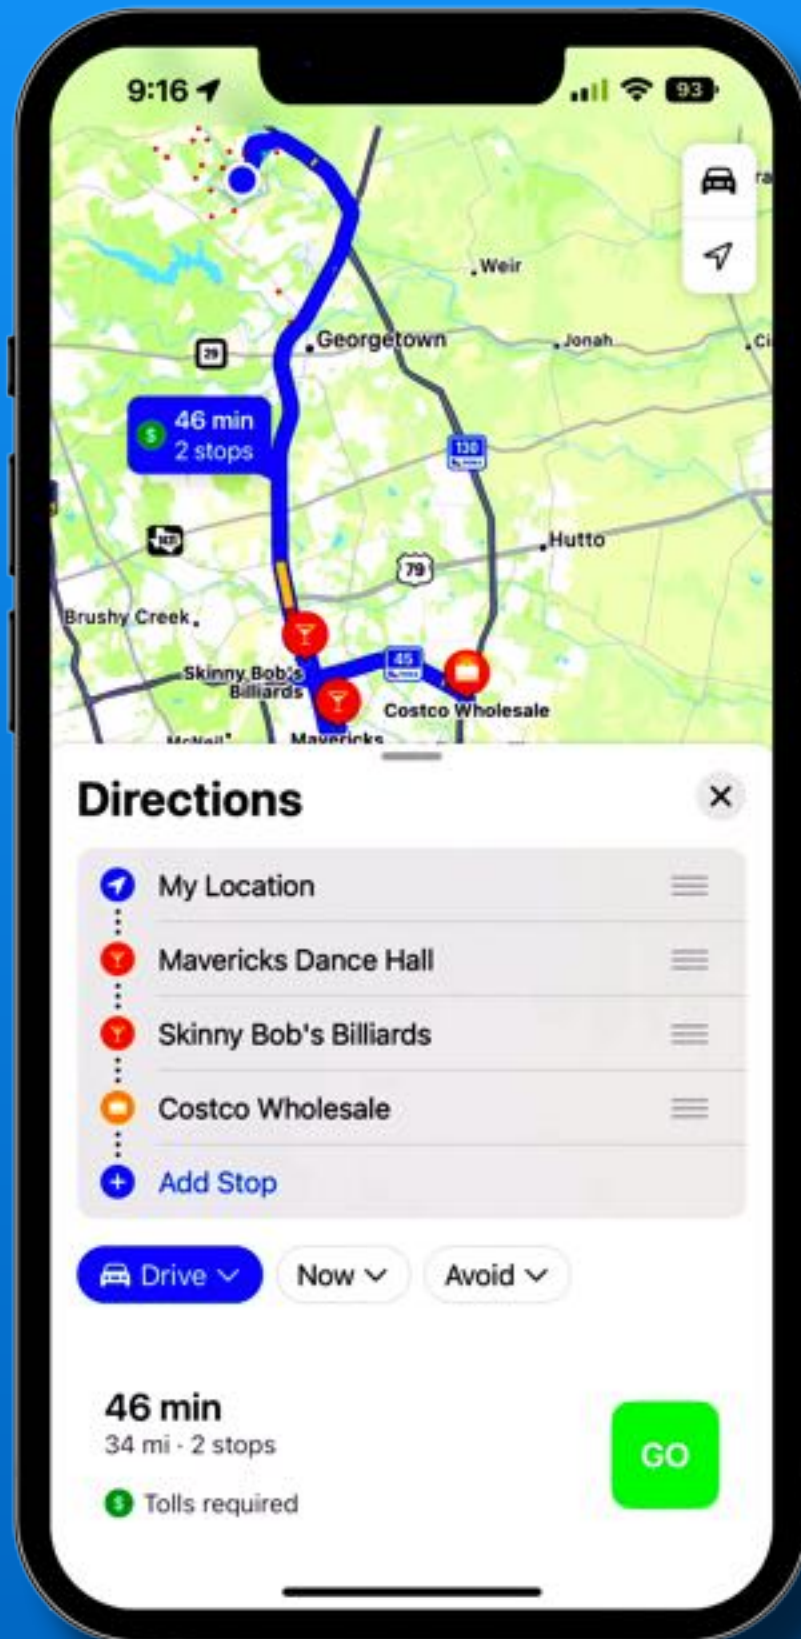 9:16
93
Weir
Georgetown
Jonah
29
46 min
2 stops
130
Hutto
1431
79
Brushy Creek
45
Skinny Bob's
Billiards
Costco Wholesale
McNeil
Mavericks
Directions
My Location
Mavericks Dance Hall
Skinny Bob's Billiards
Costco Wholesale
Add Stop
Drive
Now
Avoid
46 min
34 mi · 2 stops
GO
$ Tolls required